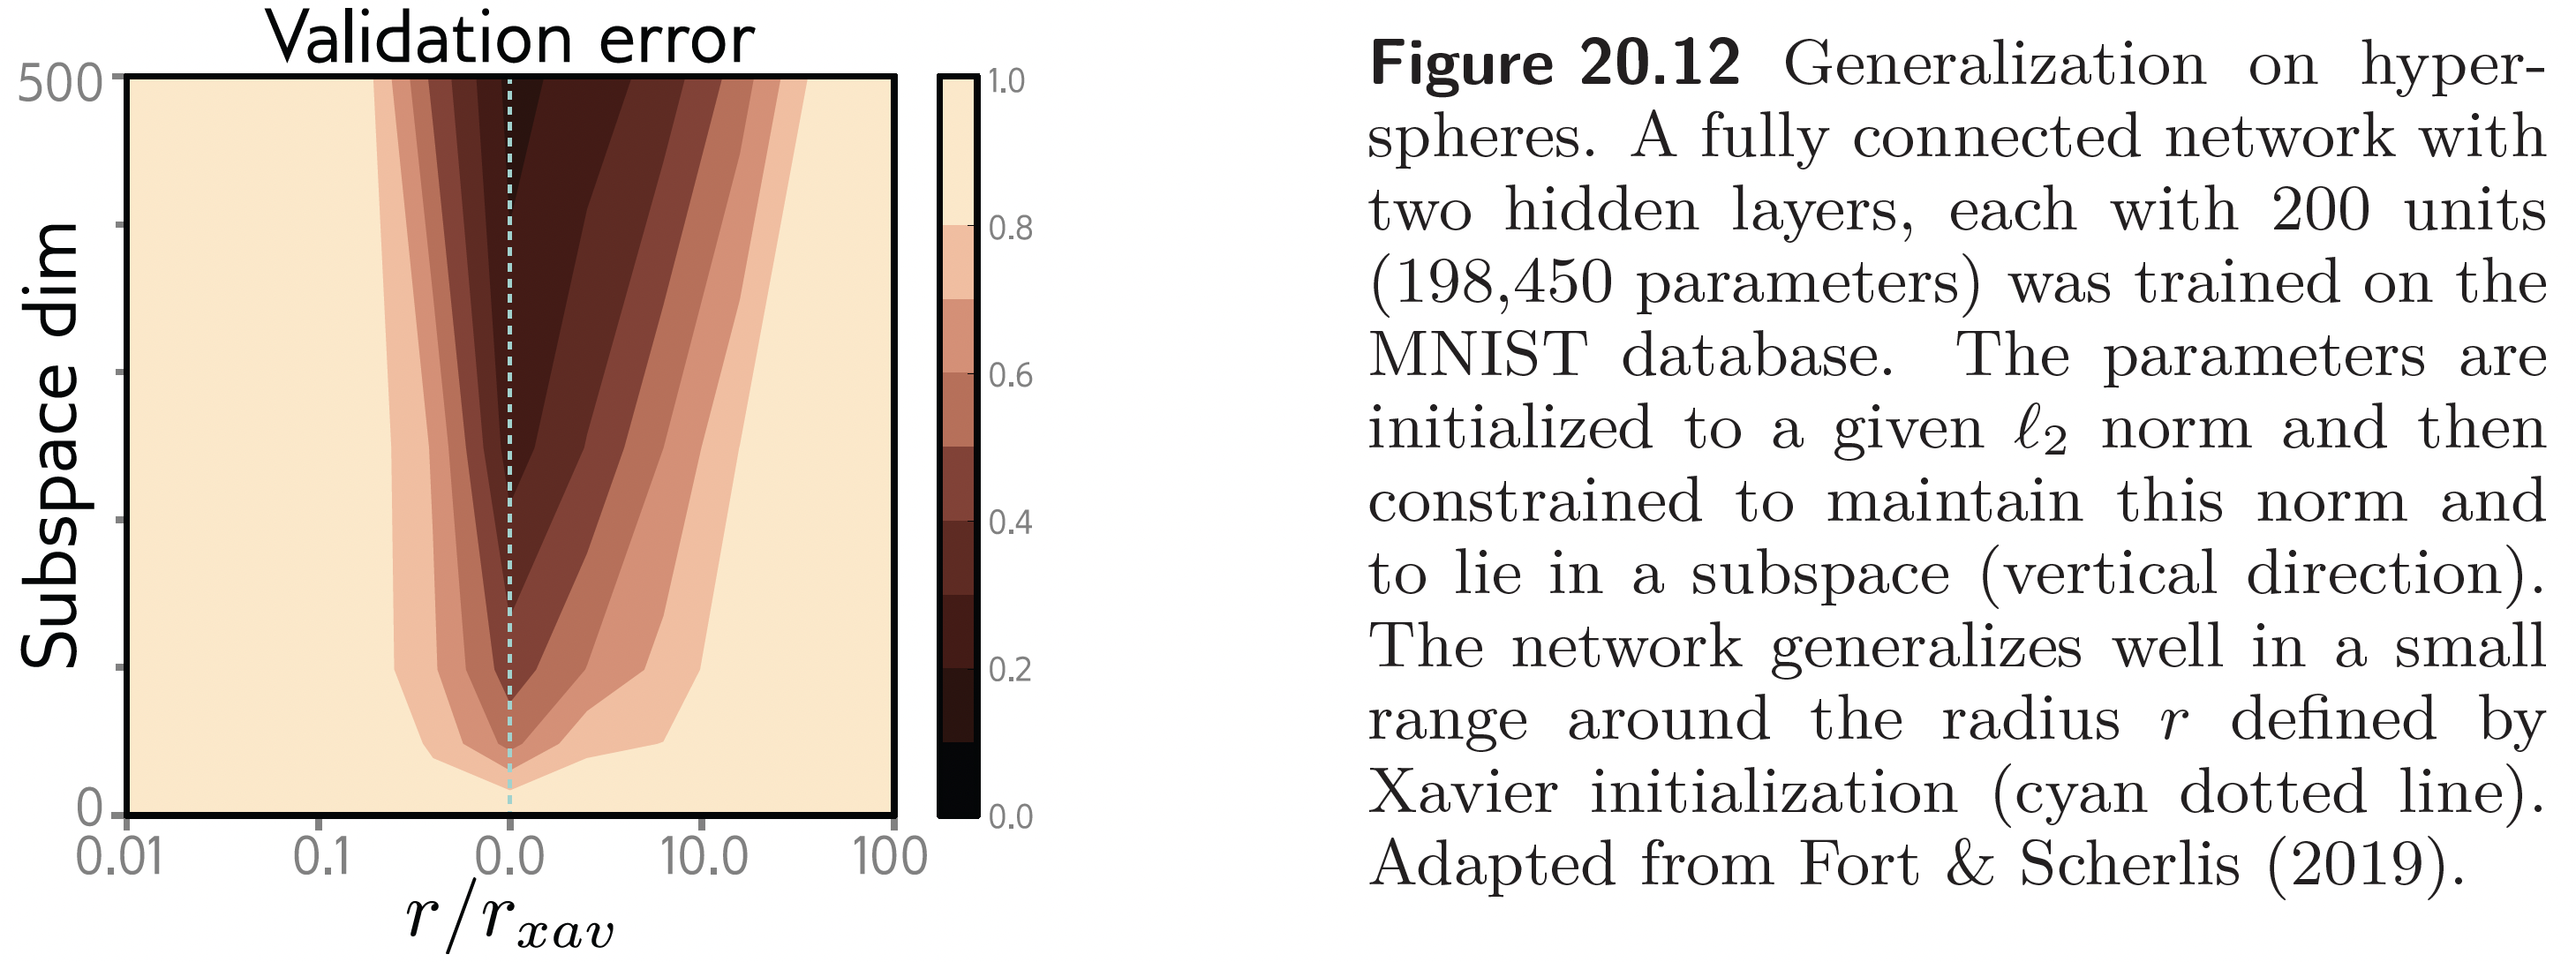 Validation error
500
Subspace dim
0
0.01 0.1 0.0 10.0 100
r/r_{xav}
1.0
0.8
0.6
0.4
0.2
0.0
Figure 20.12 Generalization on hyper-
spheres. A fully connected network with
two hidden layers, each with 200 units
(198,450 parameters) was trained on the
MNIST database. The parameters are
initialized to a given ℓ₂ norm and then
constrained to maintain this norm and
to lie in a subspace (vertical direction).
The network generalizes well in a small
range around the radius r defined by
Xavier initialization (cyan dotted line).
Adapted from Fort & Scherlis (2019).